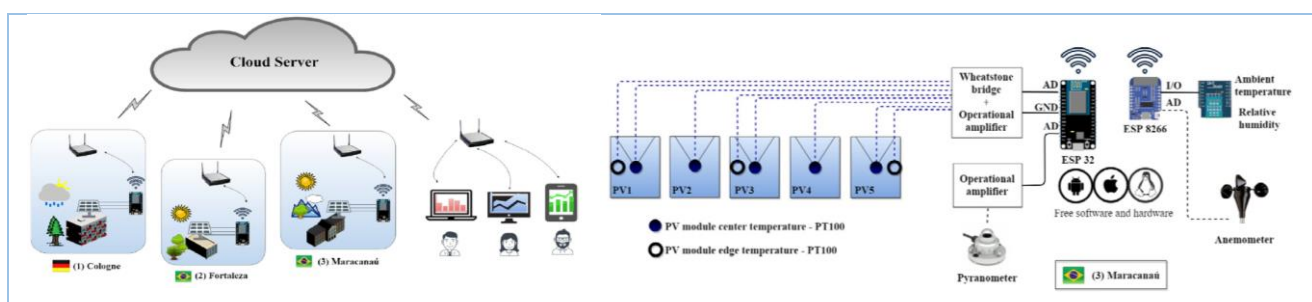 Cloud Server
(1) Cologne
(2) Fortaleza
(3) Maracanaú
Wheatstone
bridge
+
Operational
amplifier
AD
GND
AD
ESP 32
I/O
AD
ESP 8266
Ambient
temperature
Relative
humidity
PV1
PV2
PV3
PV4
PV5
Operational
amplifier
Free software and hardware
PV module center temperature - PT100
PV module edge temperature - PT100
Pyranometer
Anemometer
(3) Maracanaú